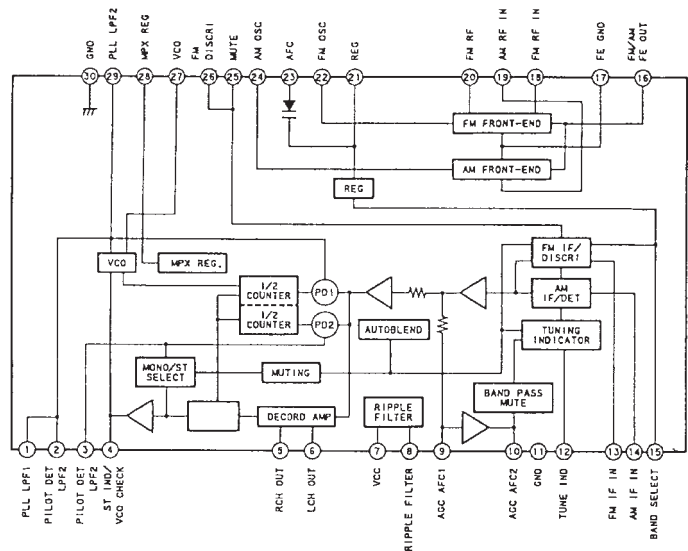 GND
PLL LPF2
MPX REG
VCO
FM
DISCRI
MUTE
AM OSC
AFC
FM OSC
REG
FM RF
AM RF IN
FM RF IN
FE GND
FM/AM
FE OUT
30
29
28
27
26
25
24
23
22
21
20
19
18
17
16
FM FRONT-END
AM FRONT-END
REG
VCO
MPX REG.
1/2
COUNTER
1/2
COUNTER
PD1
PD2
AUTOBLEND
FM IF/
DISCRI
AM
IF/DET
TUNING
INDICATOR
MONO/ST
SELECT
MUTING
BAND PASS
MUTE
DECORD AMP
RIPPLE
FILTER
1
2
3
4
5
6
7
8
9
10
11
12
13
14
15
PLL LPF1
PILOT DET
LPF2
PILOT DET
LPF2
ST IND/
VCO CHECK
RCH OUT
LCH OUT
VCC
RIPPLE FILTER
AGC AFC1
AGC AFC2
GND
TUNE IND
FM IF IN
AM IF IN
BAND SELECT